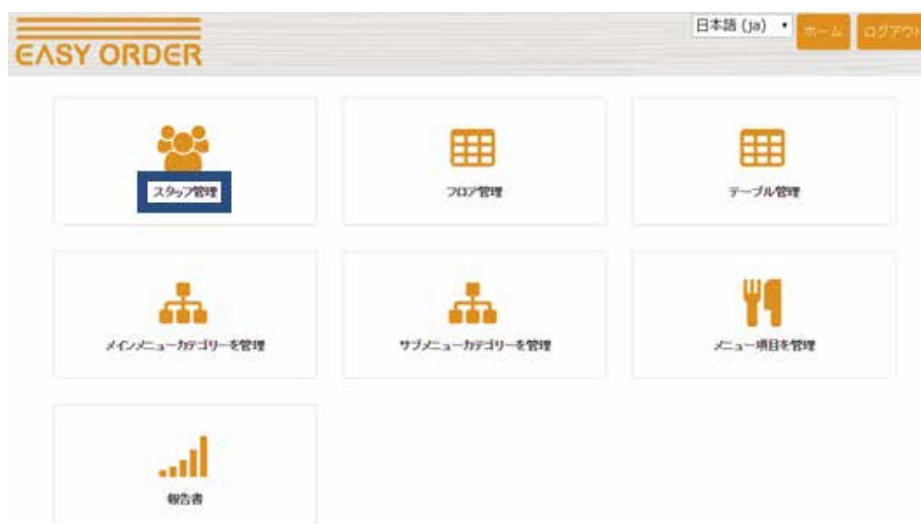 EASY ORDER
日本語 (ja)
ホーム
ログアウト
スタッフ管理
フロア管理
テーブル管理
メインメニューカテゴリーを管理
サブメニューカテゴリーを管理
メニュー項目を管理
報告書